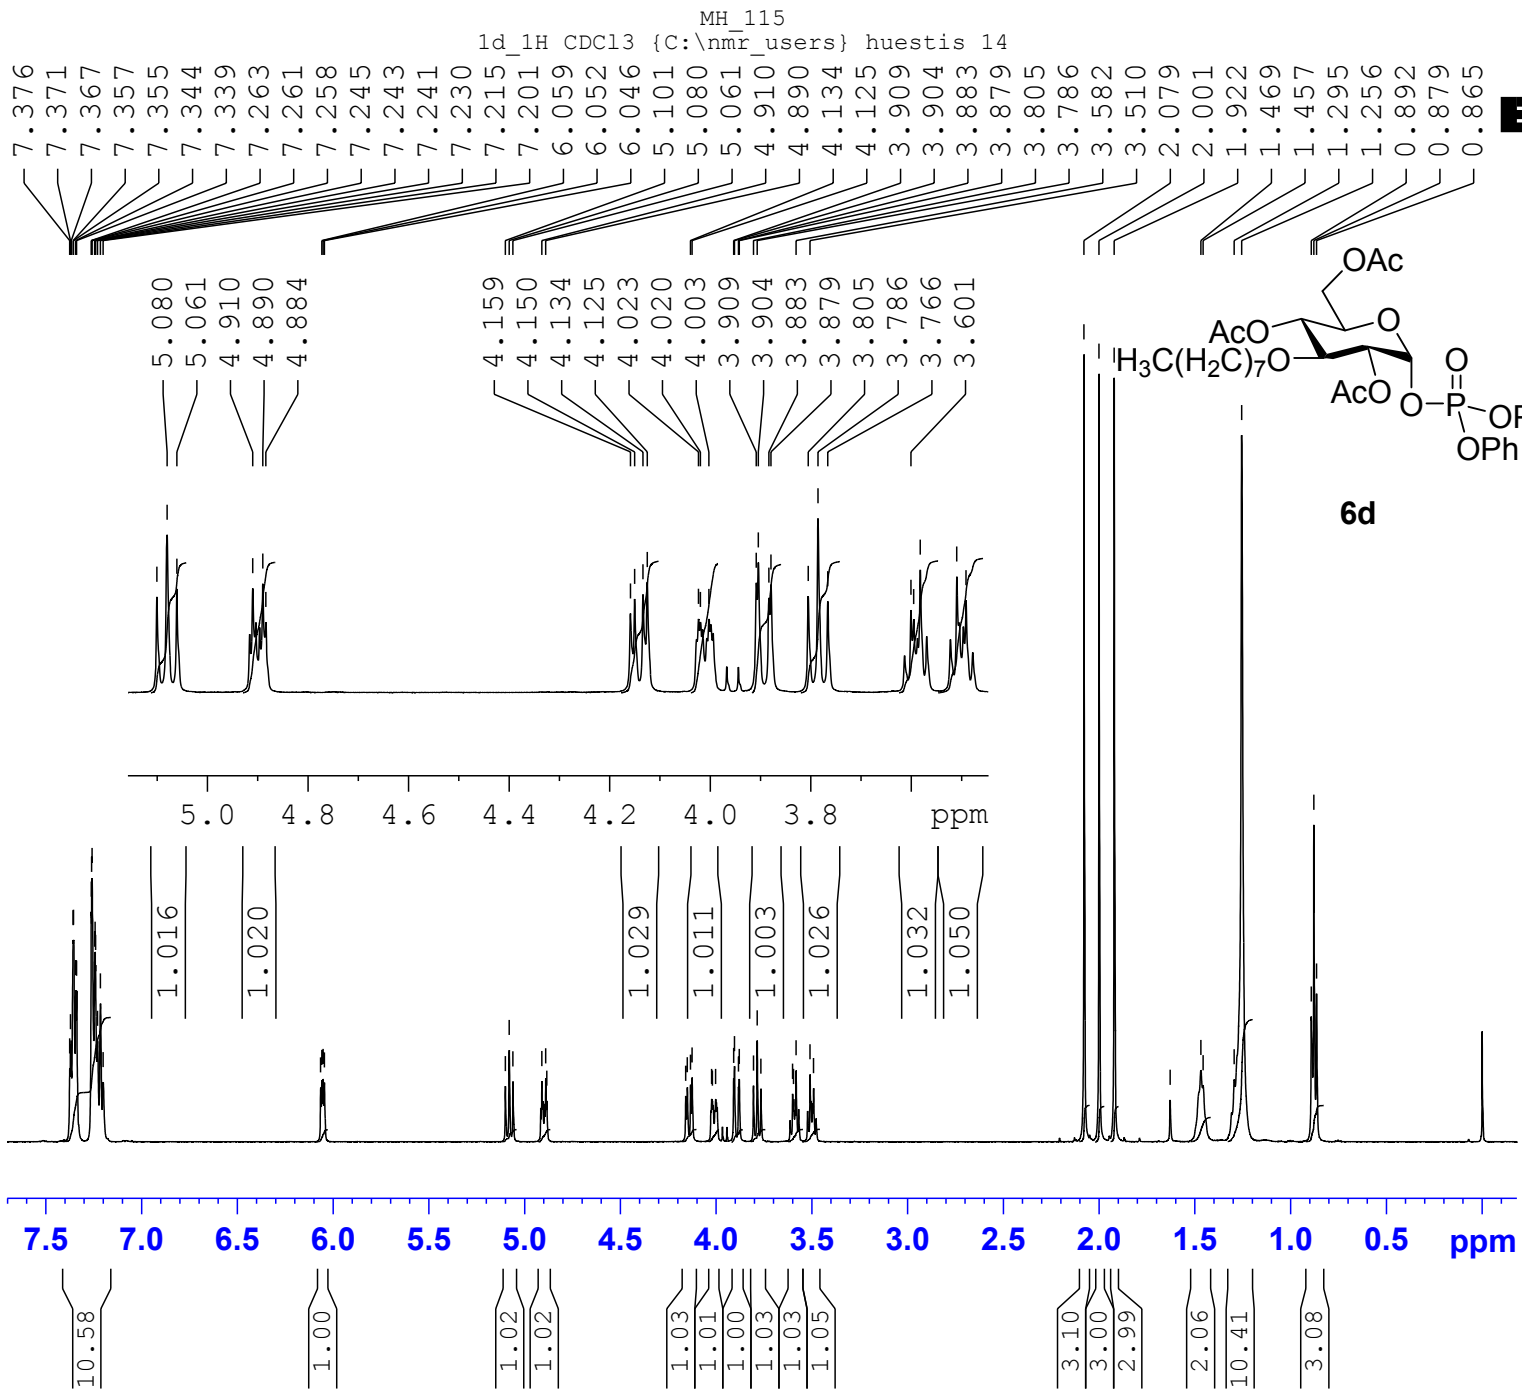 MH_115
1d_1H CDCl3 {C:\nmr_users} huestis 14
7.376 7.371 7.367 7.357 7.355 7.344 7.339 7.263 7.261 7.258 7.245 7.243 7.241 7.230 7.215 7.201 6.059 6.052 6.046 5.101 5.080 5.061 4.910 4.890 4.134 4.125 3.909 3.904 3.883 3.879 3.805 3.786 3.582 3.510 2.079 2.001 1.922 1.469 1.457 1.295 1.256 0.892 0.879 0.865
5.080 5.061 4.910 4.890 4.884 4.159 4.150 4.134 4.125 4.023 4.020 4.003 3.909 3.904 3.883 3.879 3.805 3.786 3.766 3.601
OAc
O
AcO
H3C(H2C)7O
O
AcO
O P
OPh
6d
5.0 4.8 4.6 4.4 4.2 4.0 3.8 ppm
1.016 1.020 1.029 1.011 1.003 1.026 1.032 1.050
7.5 7.0 6.5 6.0 5.5 5.0 4.5 4.0 3.5 3.0 2.5 2.0 1.5 1.0 0.5 ppm
10.58 1.00 1.02 1.02 1.03 1.01 1.00 1.03 1.03 1.05 3.10 3.00 2.99 2.06 10.41 3.08